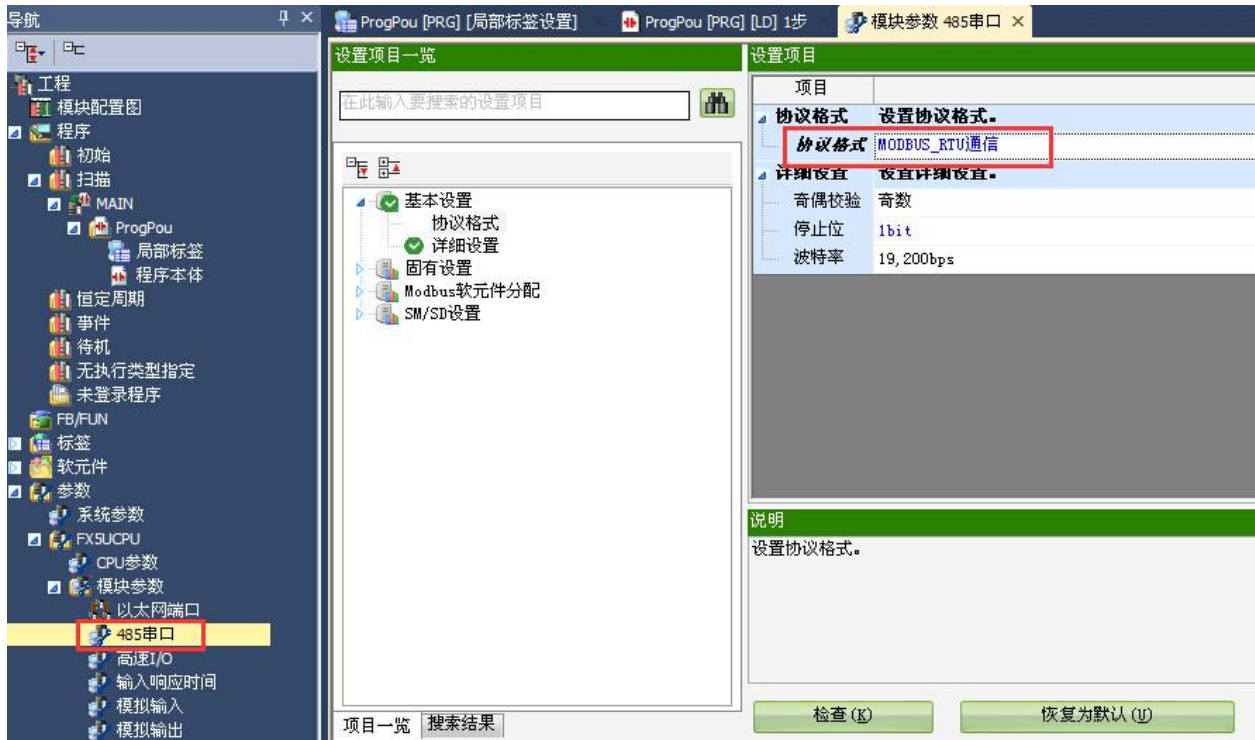 导航
工程
模块配置图
程序
初始
扫描
MAIN
ProgPou
局部标签
程序本体
恒定周期
事件
待机
无执行类型指定
未登录程序
FB/FUN
标签
软元件
参数
系统参数
FX5UCPU
CPU参数
模块参数
以太网端口
485串口
高速I/O
输入响应时间
模拟输入
模拟输出
ProgPou [PRG] [局部标签设置]
ProgPou [PRG] [LD] 1步
模块参数 485串口
设置项目一览
在此输入要搜索的设置项目
基本设置
协议格式
详细设置
固有设置
Modbus软元件分配
SM/SD设置
项目一览 搜索结果
设置项目
项目
协议格式 设置协议格式。
协议格式 MODBUS_RTU通信
详细设置 设置详细设置。
奇偶校验 奇数
停止位 1bit
波特率 19,200bps
说明
设置协议格式。
检查(K) 恢复为默认(U)